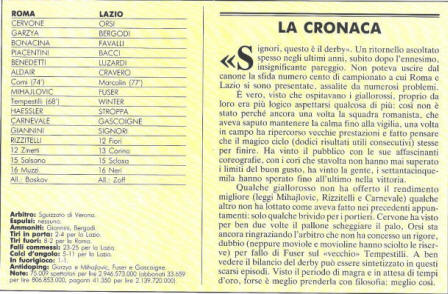 ROMA LAZIO
CERVONE ORSI
GARZYA BERGODI
BONACINA FAVALLI
PIACENTINI BACCI
BENEDETTI LUZARDI
ALDAIR CRAVERO
Comi (74') Marcolin (77')
MIHAJLOVIC FUSER
Tempestilli (68') WINTER
HAESSLER STROPPA
CARNEVALE GASCOIGNE
GIANNINI SIGNORI
RIZZITELLI 12 Fiori
12 Zinetti 13 Corino
15 Salsano 15 Sclosa
16 Muzzi 16 Neri
All.: Boskov All.: Zoff
Arbitro: Sguizzato di Verona.
Espulsi: nessuno.
Ammoniti: Giannini, Bergodi.
Tiri in porta: 2-4 per la Lazio.
Tiri fuori: 8-2 per la Roma.
Falli commessi: 23-25 per la Lazio.
Calci d'angolo: 5-11 per la Lazio.
In fuorigioco: 1-1.
Antidoping: Garzya e Mihajlovic, Fuser e Gascoigne.
Note: 75.009 spettatori per lire 2.946.573.000 (abbonati 33.659
per lire 806.853.000, paganti 41.350 per lire 2.139.720.000).
LA CRONACA
«Signori, questo è il derby». Un ritornello ascoltato
spesso negli ultimi anni, subito dopo l'ennesimo,
insignificante pareggio. Non poteva uscire dal
canone la sfida numero cento di campionato a cui Roma e
Lazio si sono presentate, assalite da numerosi problemi.
È vero, visto che ospitavano i giallorossi, proprio da
loro era più logico aspettarsi qualcosa di più: così non è
stato perché ancora una volta la squadra romanista, che
aveva saputo mantenere la calma fino alla vigilia, una volta
in campo ha ripercorso vecchie prestazioni e fatto pensare
che il magico ciclo (dodici risultati utili consecutivi) stesse
per finire. Ha vinto il pubblico con le sue affascinanti
coreografie, con i cori che stavolta non hanno mai superato
i limiti del buon gusto, ha vinto la gente, i settantacinque-
mila hanno sperato fino all'ultimo nella vittoria.
Qualche giallorosso non ha offerto il rendimento
migliore (leggi Mihajlovic, Rizzitelli e Carnevale) qualche
altro non ha lottato come aveva fatto nei precedenti appun-
tamenti: solo qualche brivido per i portieri. Cervone ha visto
per ben due volte il pallone scheggiare il palo, Orsi sta
ancora ringraziando l'arbitro che non ha concesso un rigore,
dubbio (neppure moviole e movioline hanno sciolto le riser-
ve) per fallo di Fuser sul «vecchio» Tempestilli. A ben
vedere il bilancio del derby può essere sintetizzato in questi
scarsi episodi. Visto il periodo di magra e in attesa di tempi
d'oro, forse è meglio prenderla con filosofia: meglio così.